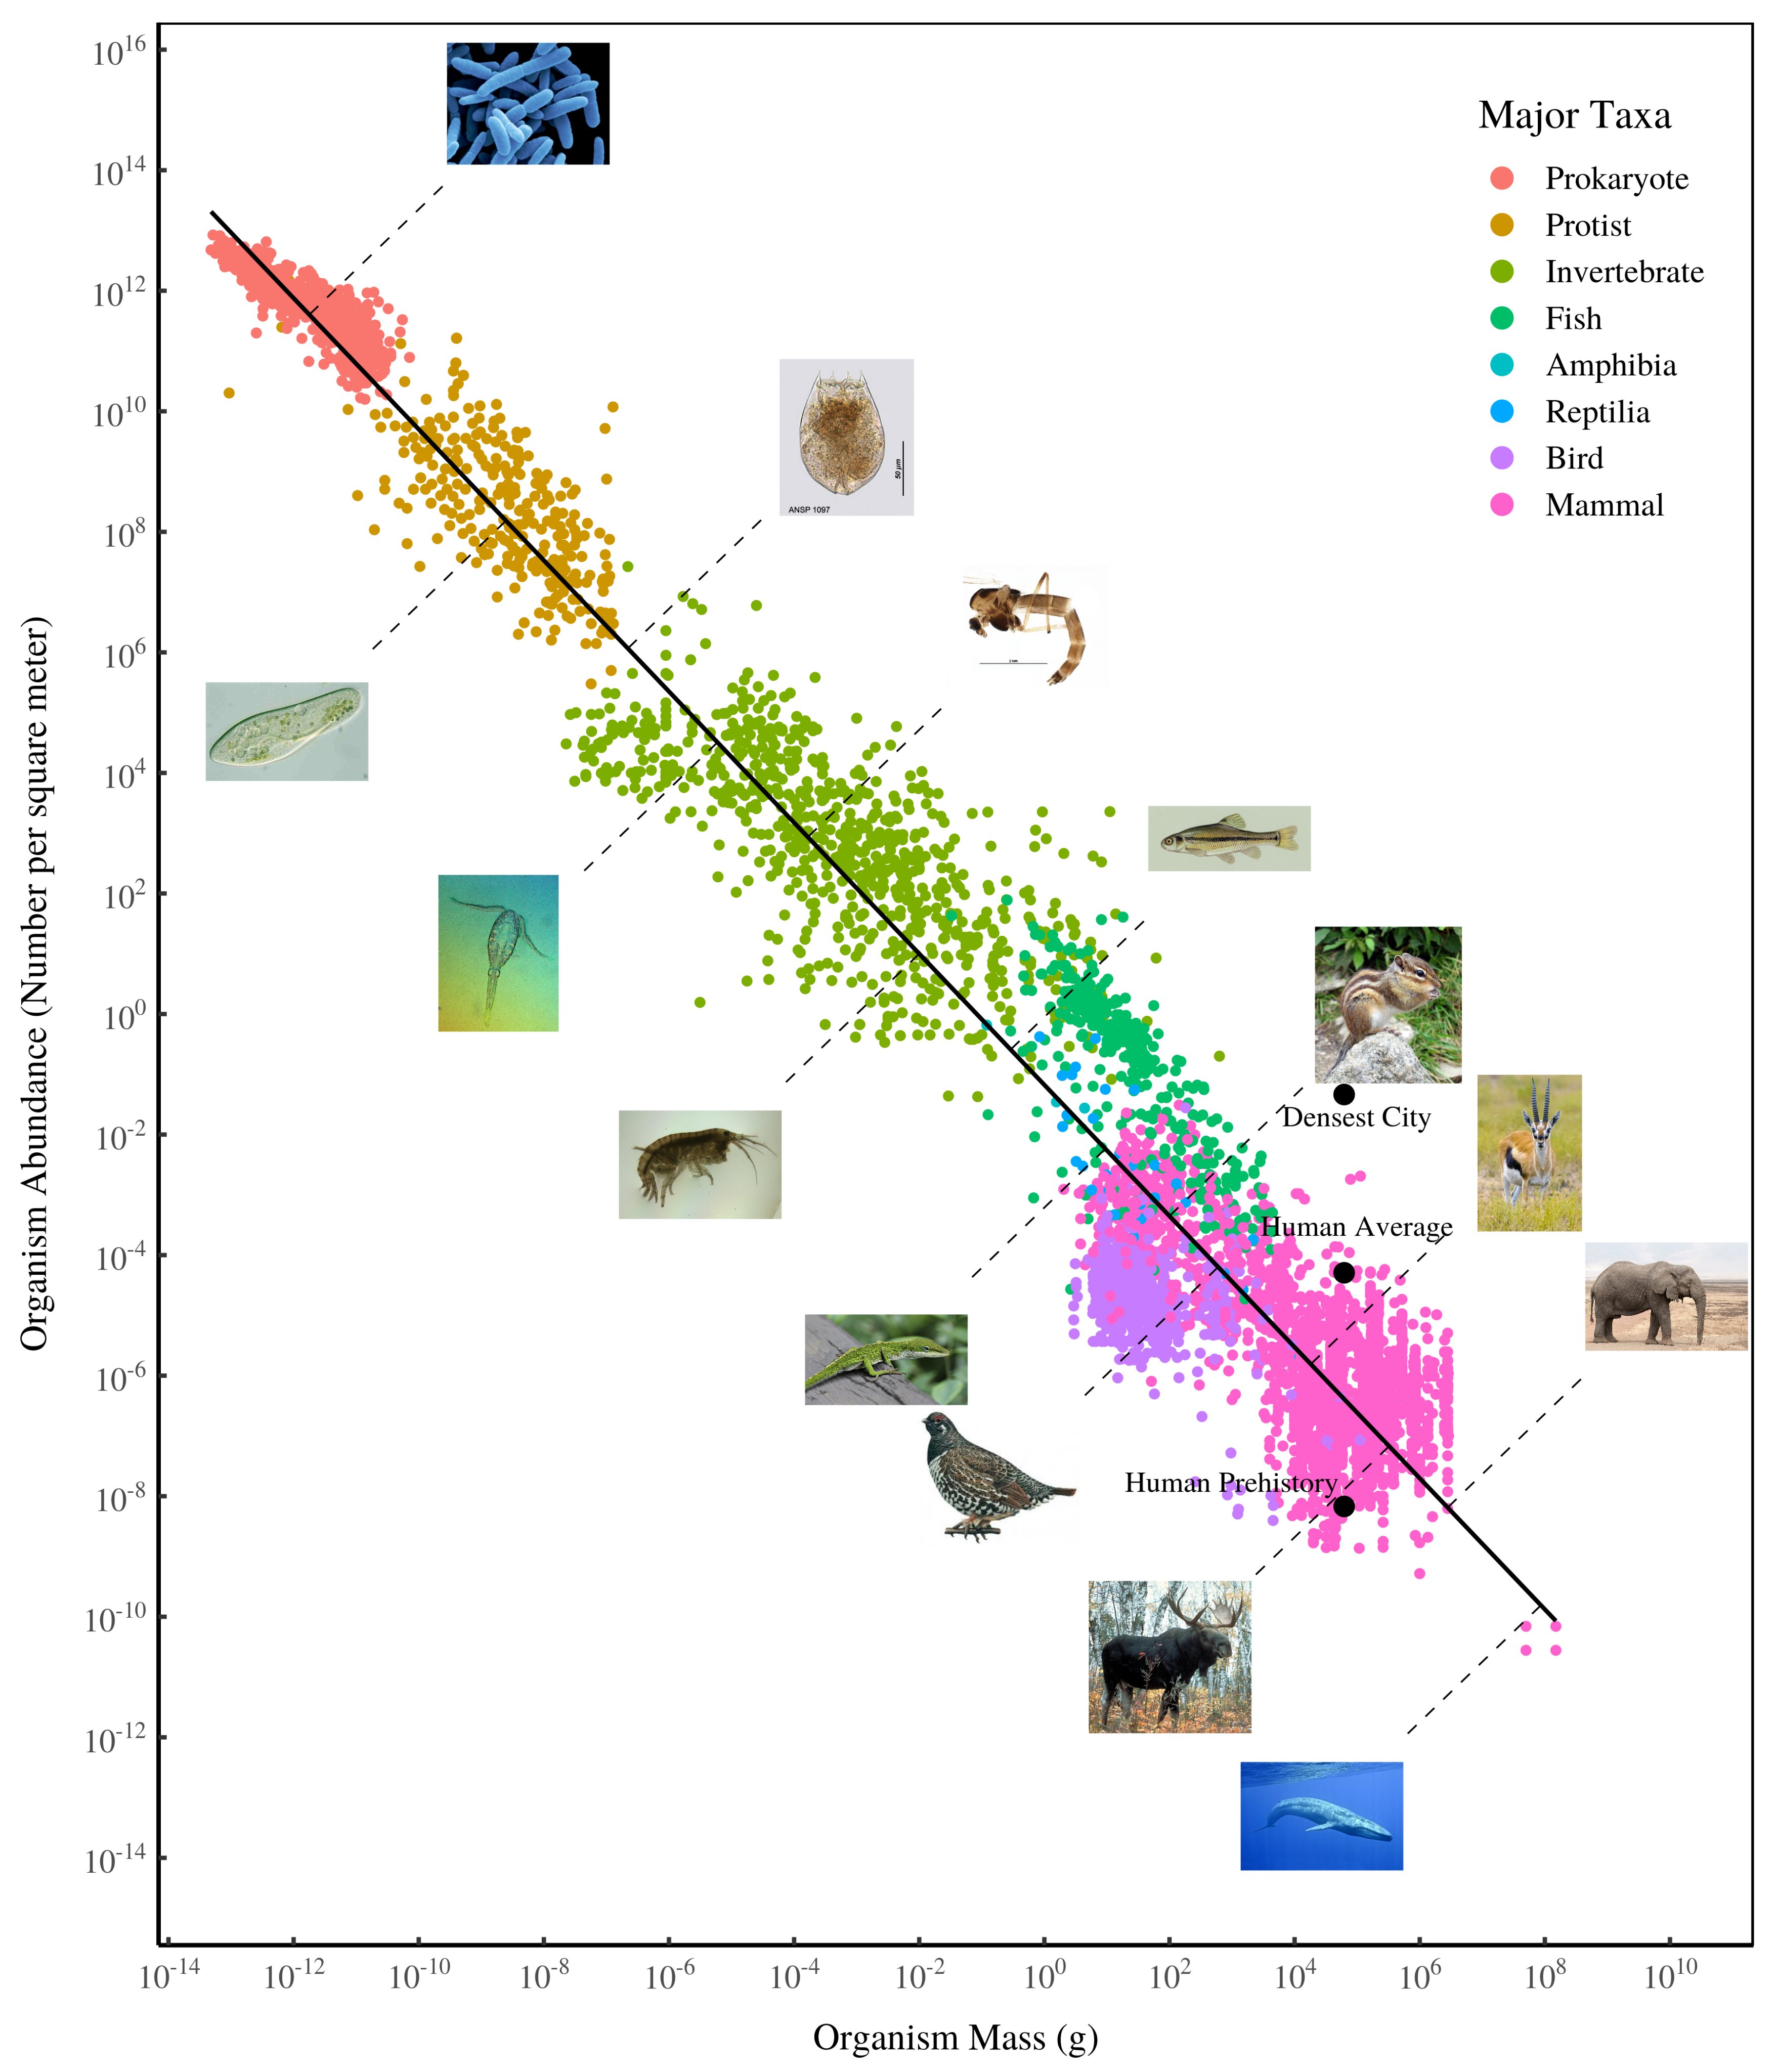 10^16
10^14
10^12
10^10
10^8
10^6
10^4
10^2
10^0
10^-2
10^-4
10^-6
10^-8
10^-10
10^-12
10^-14
Organism Abundance (Number per square meter)
Major Taxa
Prokaryote
Protist
Invertebrate
Fish
Amphibia
Reptilia
Bird
Mammal
50 µm
ANSP 1097
Densest City
Human Average
Human Prehistory
10^-14 10^-12 10^-10 10^-8 10^-6 10^-4 10^-2 10^0 10^2 10^4 10^6 10^8 10^10
Organism Mass (g)